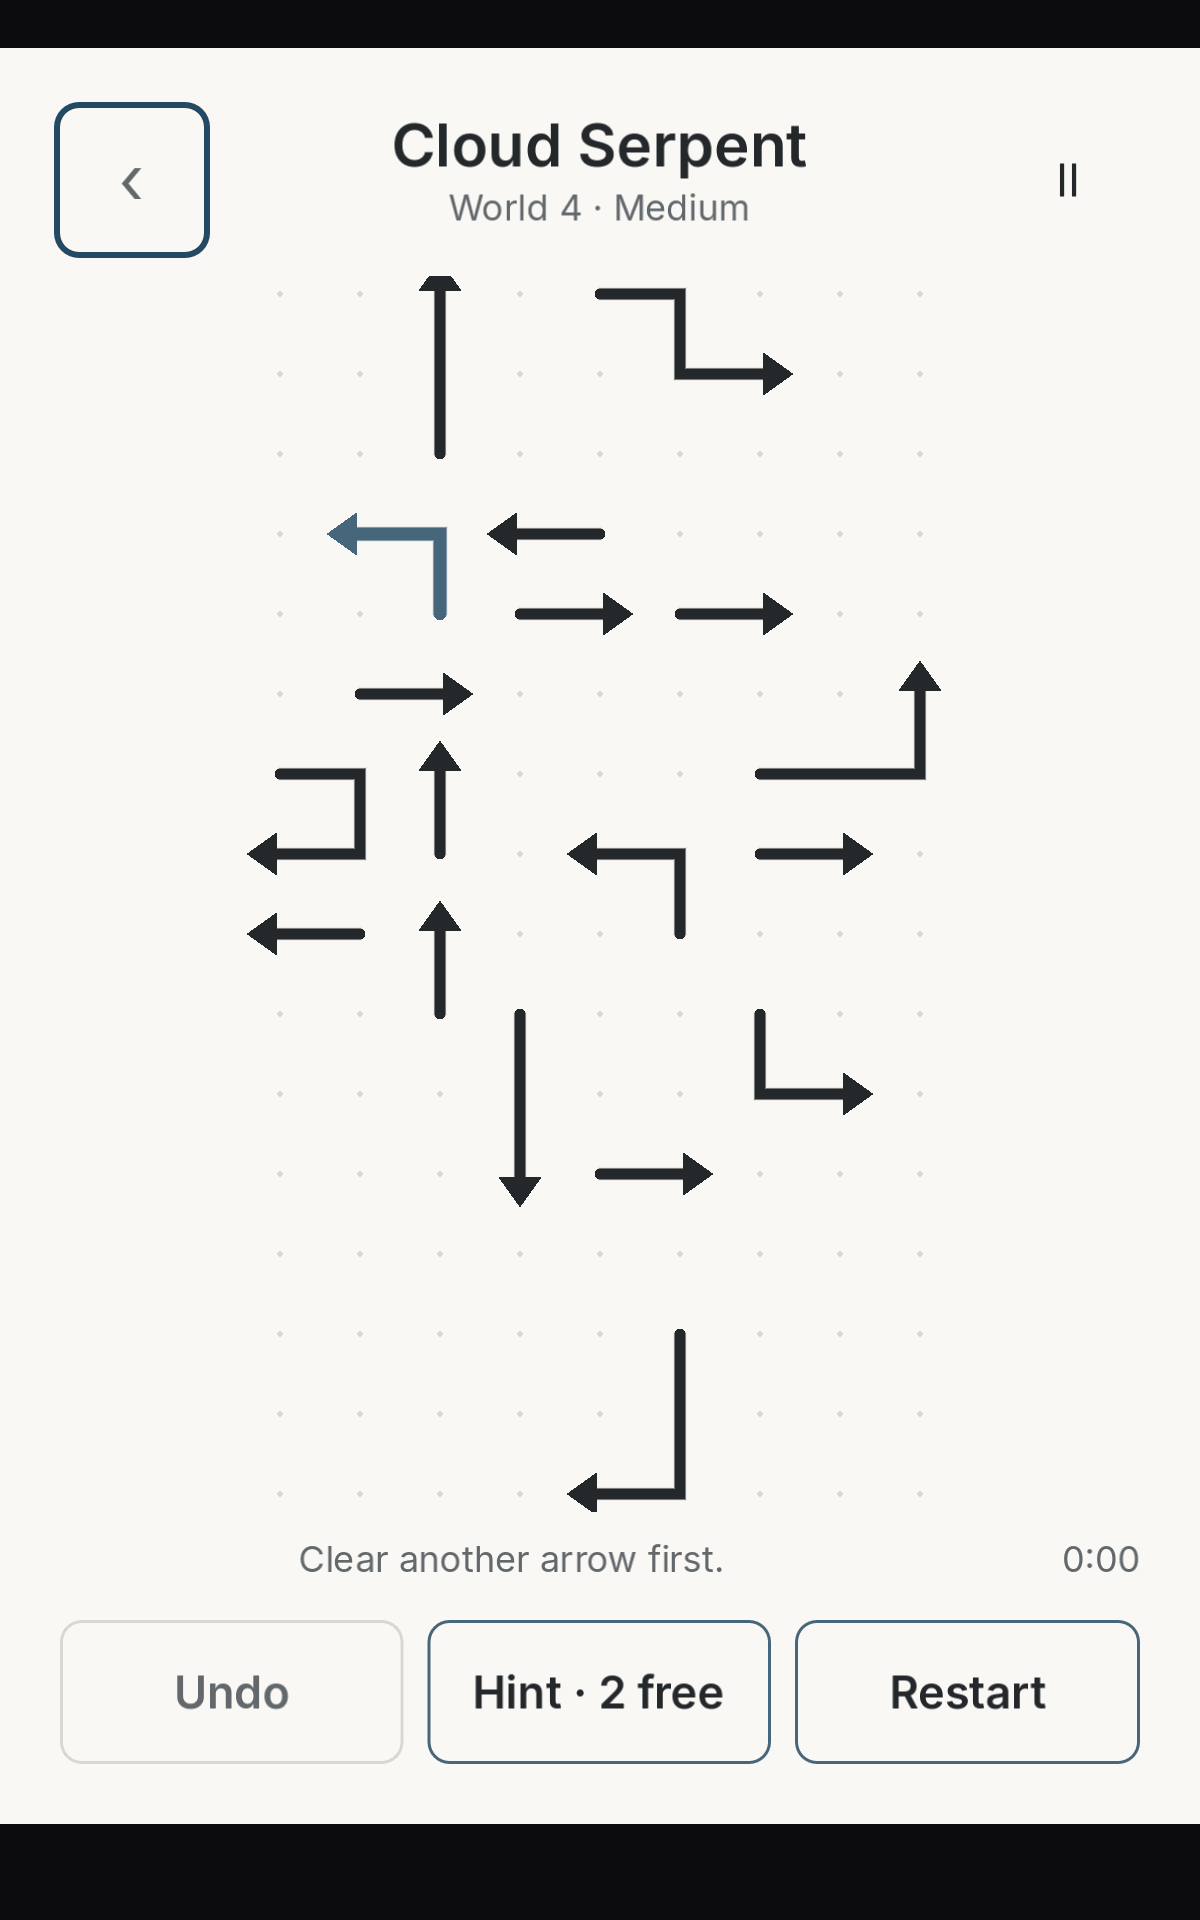 Cloud Serpent
World 4 · Medium
Clear another arrow first.
0:00
Undo
Hint · 2 free
Restart